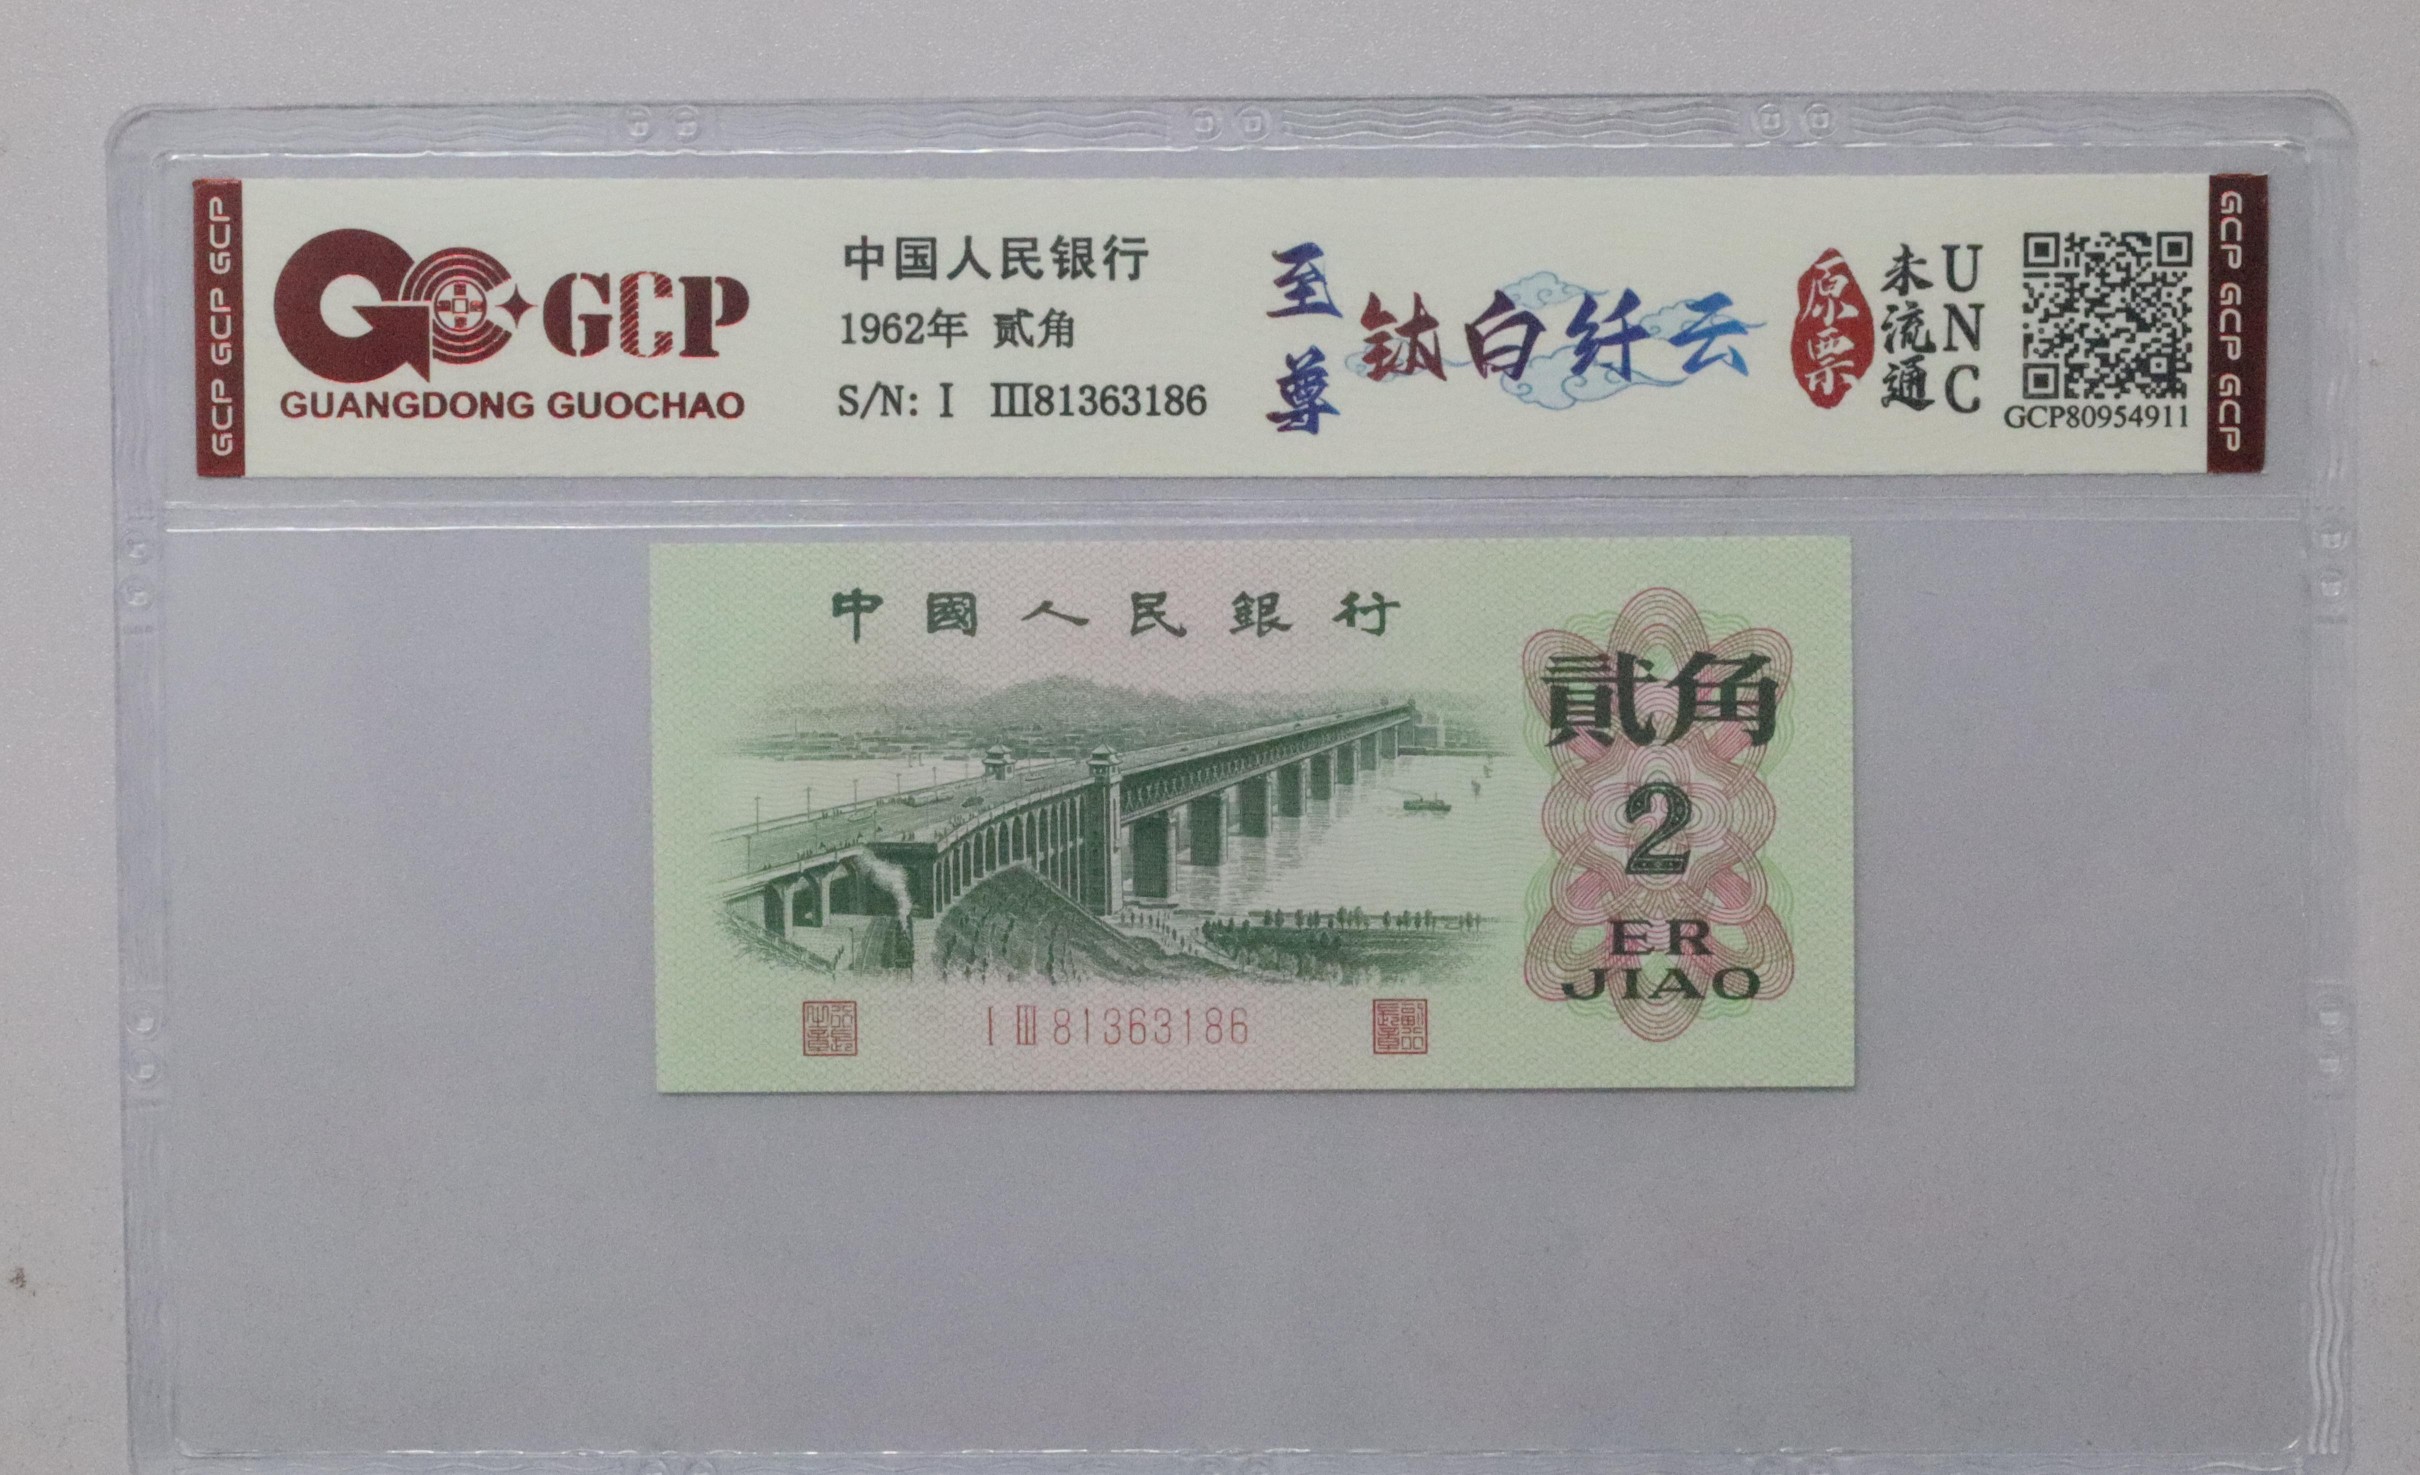 GCP GCP GCP
GCP
GUANGDONG GUOCHAO
中国人民银行
1962年 贰角
S/N: I III81363186
至尊
钛白纤云
原票
未流通
UNC
GCP80954911
GCP GCP GCP
中國人民銀行
貳角
2
ER
JIAO
I III 81363186